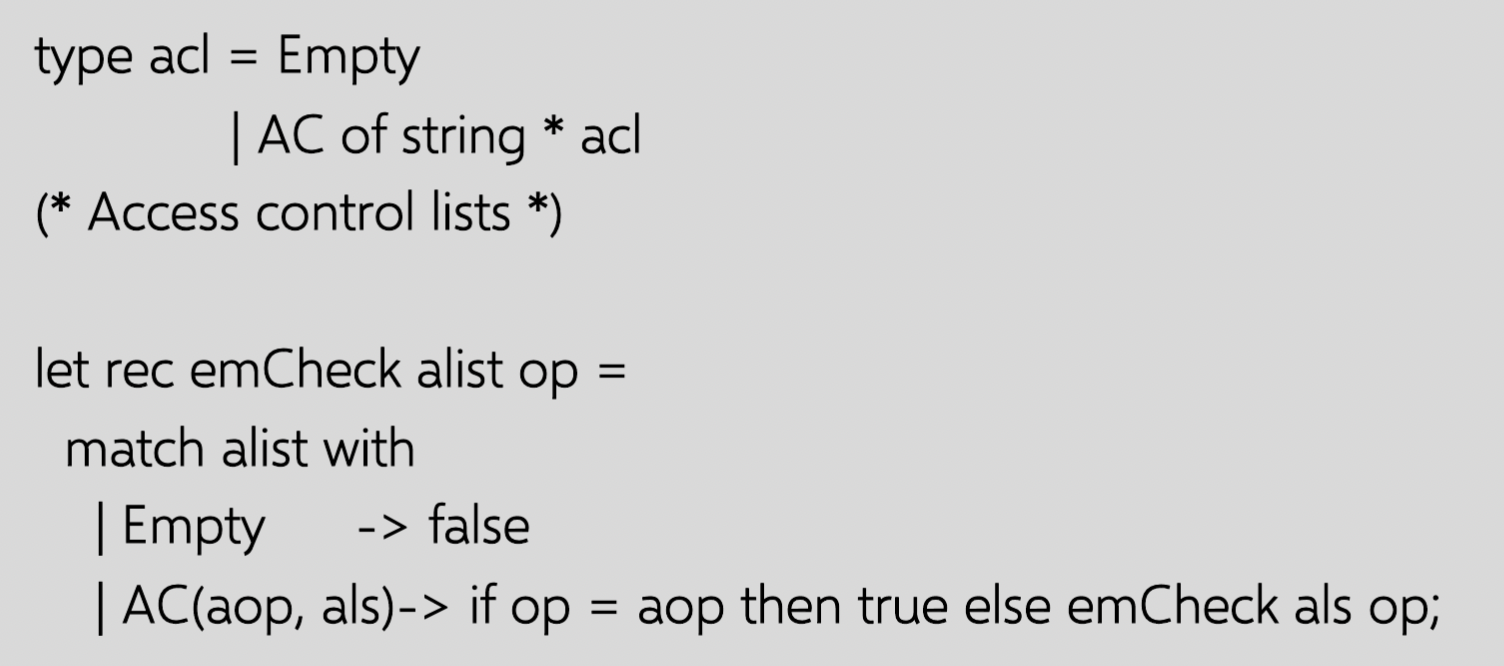 type acl = Empty
| AC of string * acl
(* Access control lists *)
let rec emCheck alist op =
match alist with
| Empty -> false
| AC(aop, als)-> if op = aop then true else emCheck als op;